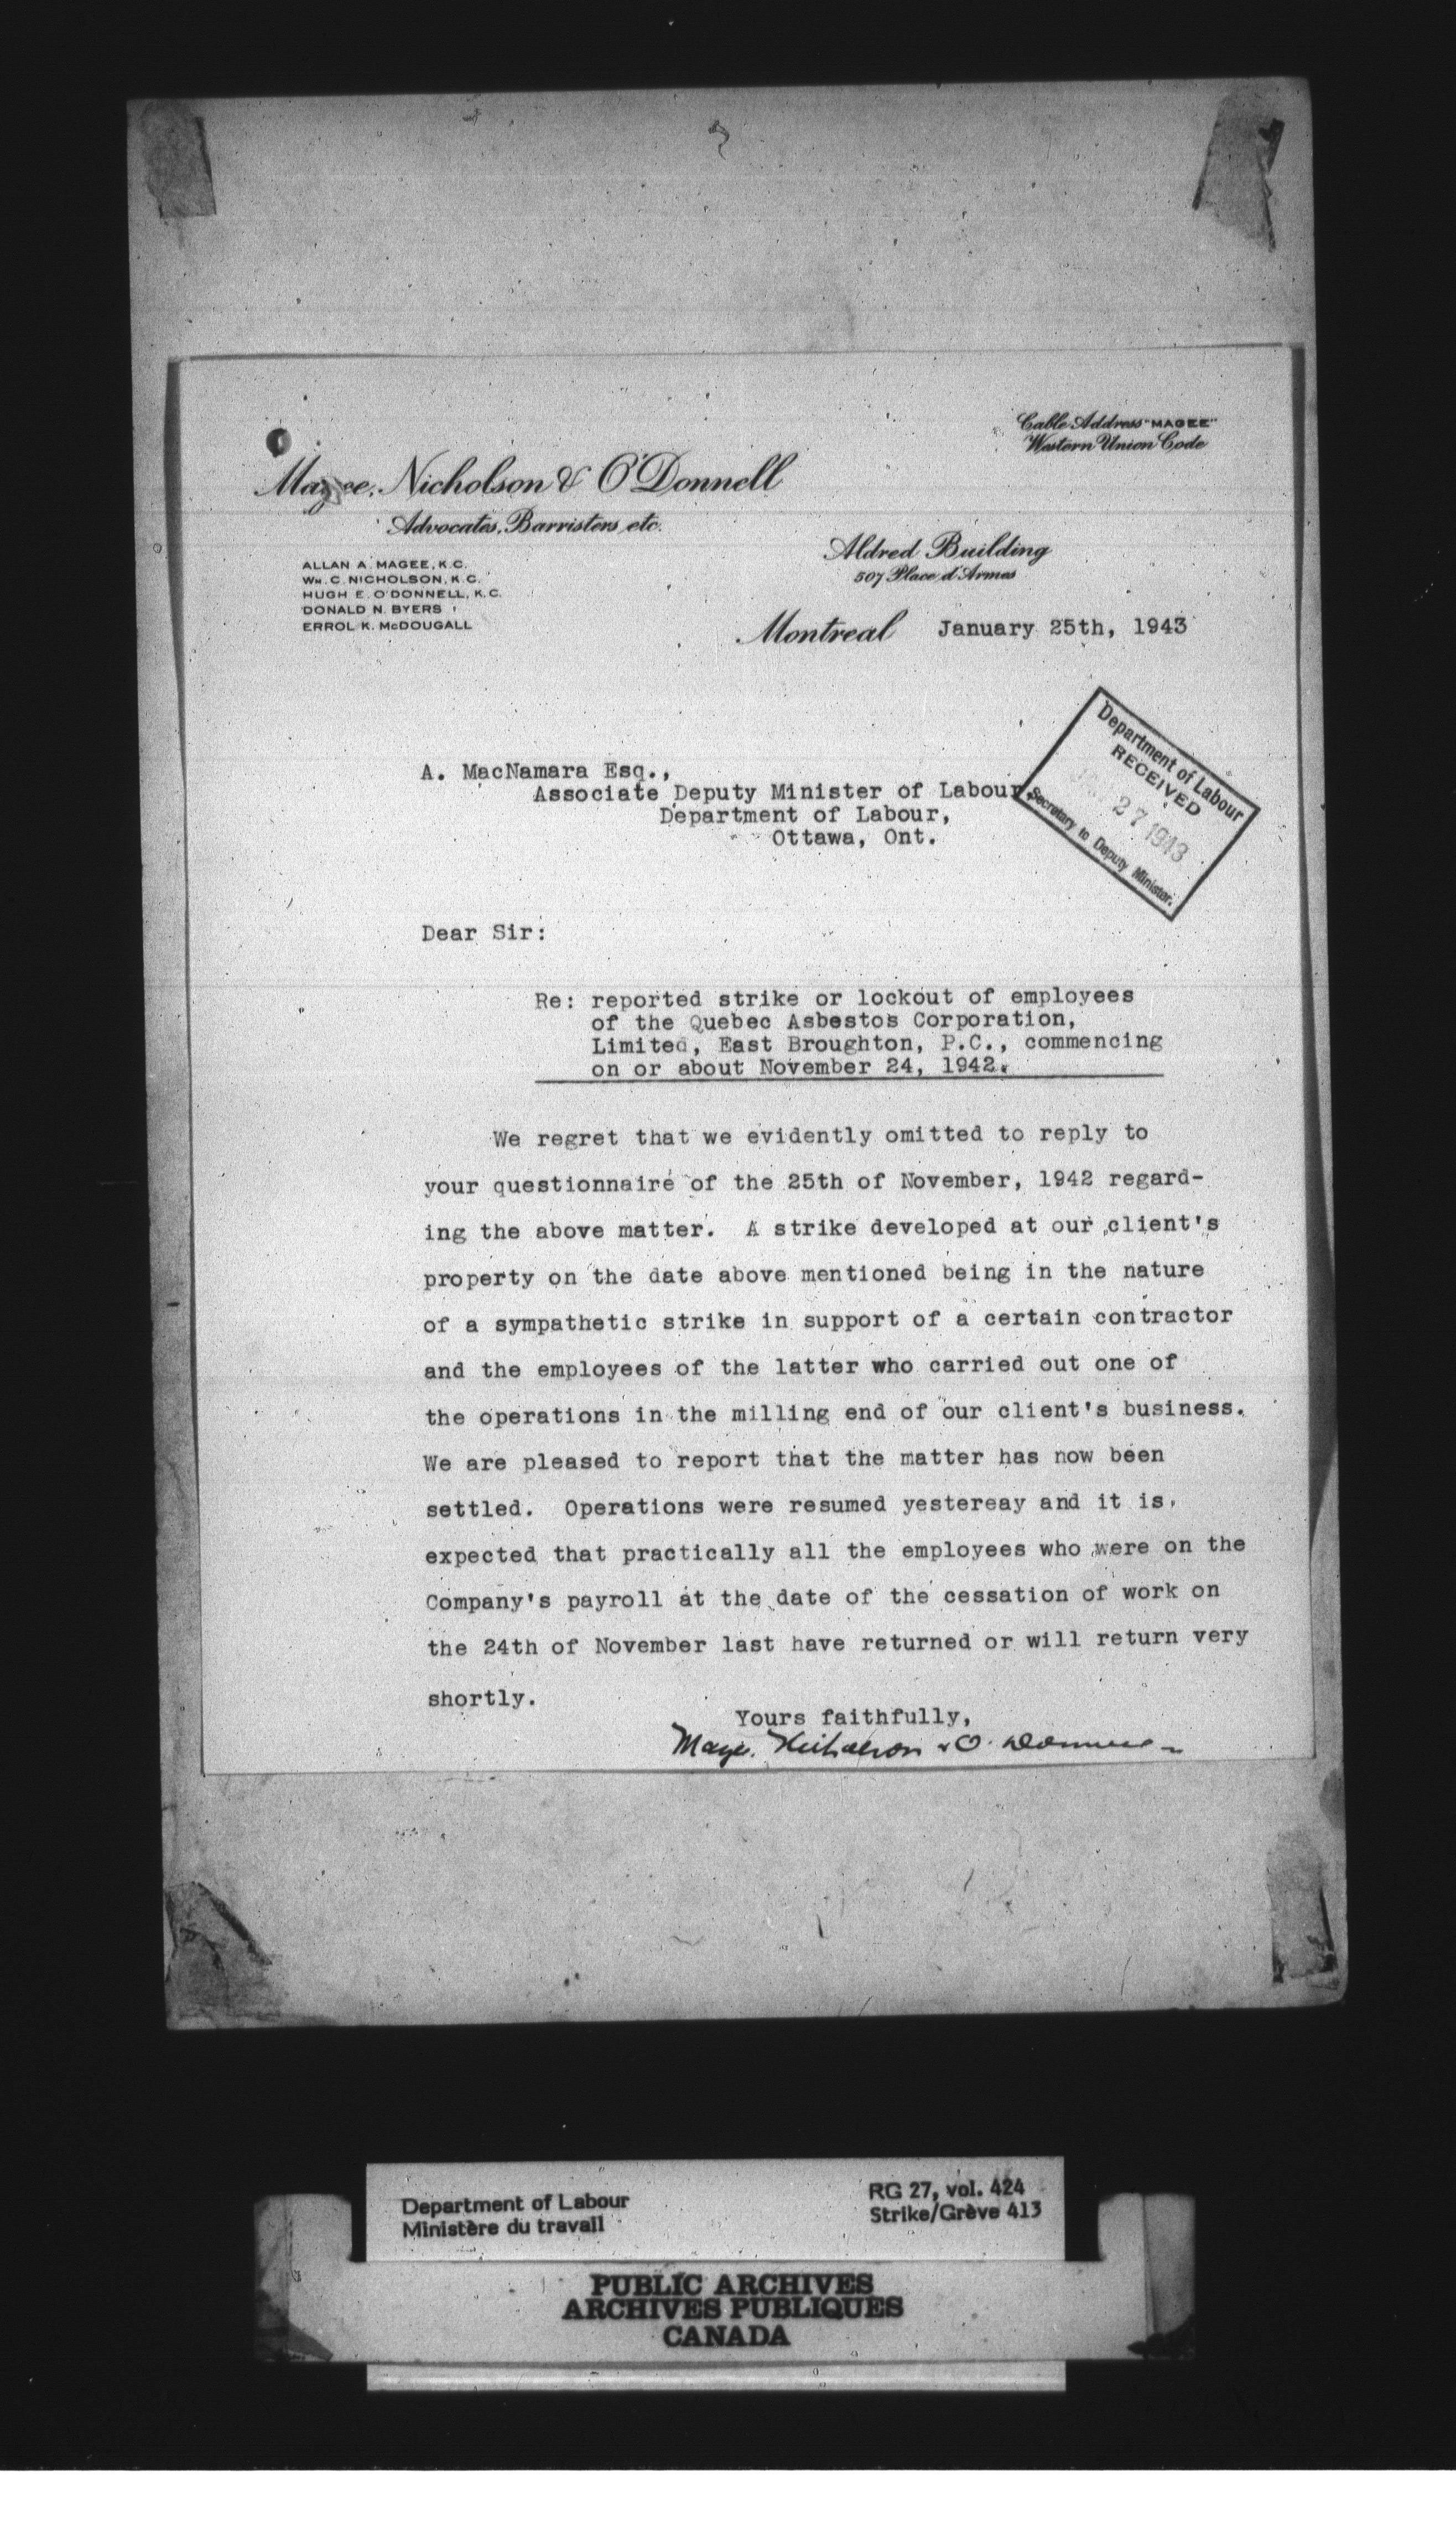 Cable Address "MAGEE"
Western Union Code
Magee, Nicholson & O'Donnell
Advocates, Barristers, etc.
Aldred Building
507 Place d'Armes
ALLAN A. MAGEE, K.C.
WM. C. NICHOLSON, K.C.
HUGH E. O'DONNELL, K.C.
DONALD N. BYERS
ERROL K. McDOUGALL
Montreal January 25th, 1943
Department of Labour
RECEIVED
27 1943
Secretary to Deputy Minister.
A. MacNamara Esq.,
Associate Deputy Minister of Labour,
Department of Labour,
Ottawa, Ont.
Dear Sir:
Re: reported strike or lockout of employees
of the Quebec Asbestos Corporation,
Limited, East Broughton, P.C., commencing
on or about November 24, 1942.
We regret that we evidently omitted to reply to
your questionnaire of the 25th of November, 1942 regard-
ing the above matter. A strike developed at our client's
property on the date above mentioned being in the nature
of a sympathetic strike in support of a certain contractor
and the employees of the latter who carried out one of
the operations in the milling end of our client's business.
We are pleased to report that the matter has now been
settled. Operations were resumed yestereay and it is
expected that practically all the employees who were on the
Company's payroll at the date of the cessation of work on
the 24th of November last have returned or will return very
shortly.
Yours faithfully,
Magee, Nicholson & O'Donnell
Department of Labour
Ministère du travail
RG 27, vol. 424
Strike/Grève 413
PUBLIC ARCHIVES
ARCHIVES PUBLIQUES
CANADA